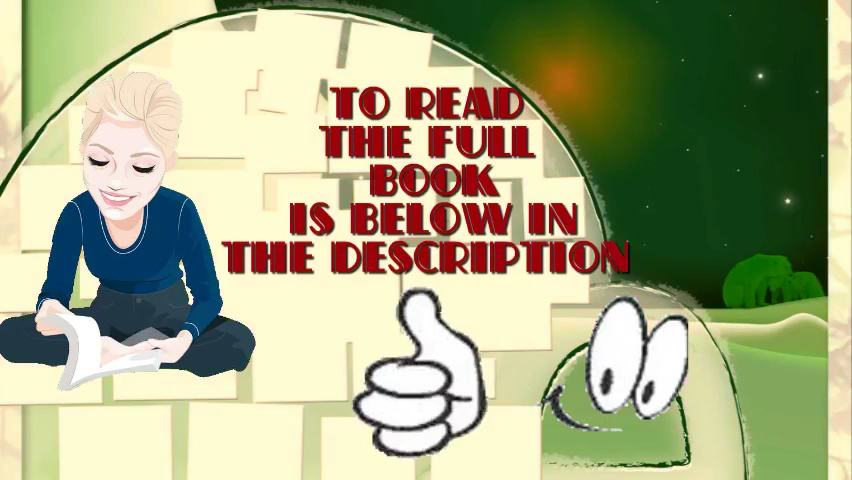 TO READ
THE FULL
BOOK
IS BELOW IN
THE DESCRIPTION